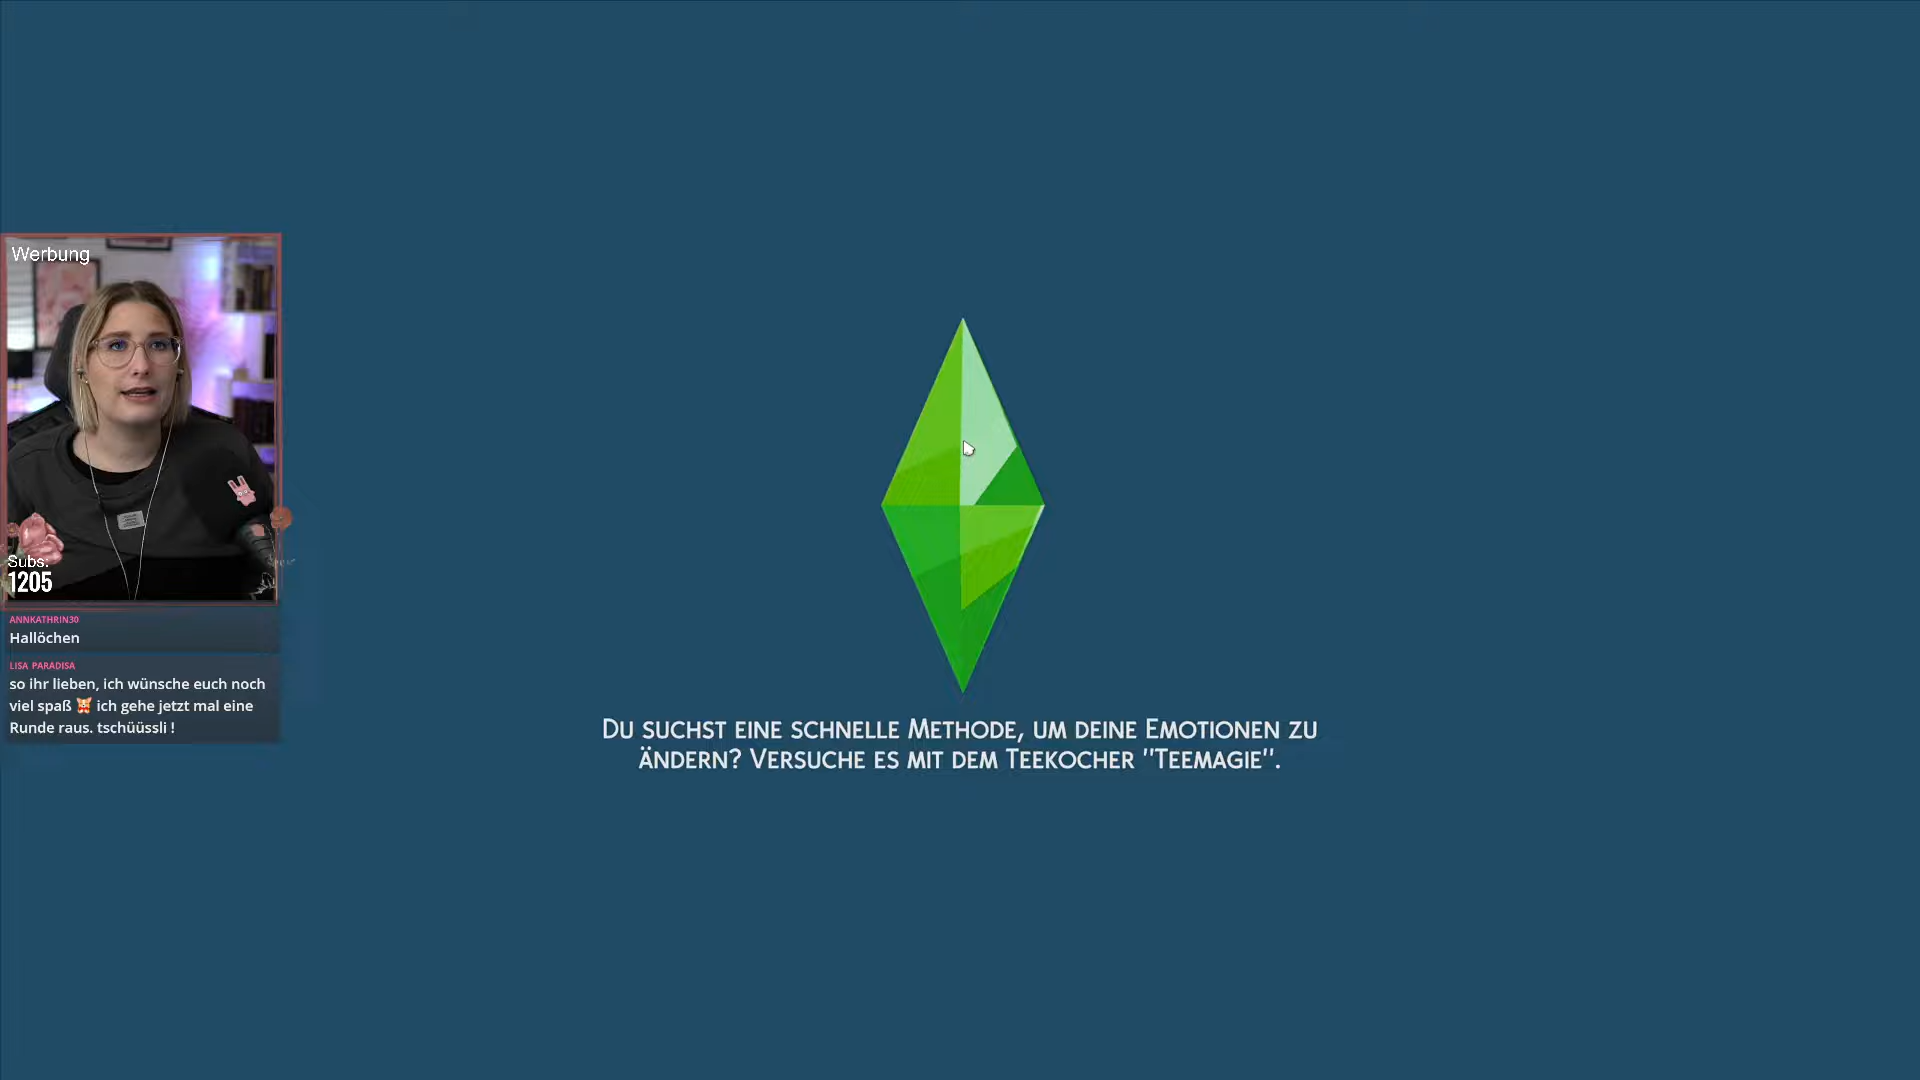 Werbung
Subs:
1205
ANNKATHRIN30
Hallöchen
LISA PARADISA
so ihr lieben, ich wünsche euch noch
viel spaß ich gehe jetzt mal eine
Runde raus. tschüüssli !
DU SUCHST EINE SCHNELLE METHODE, UM DEINE EMOTIONEN ZU
ÄNDERN? VERSUCHE ES MIT DEM TEEKOCHER "TEEMAGIE".